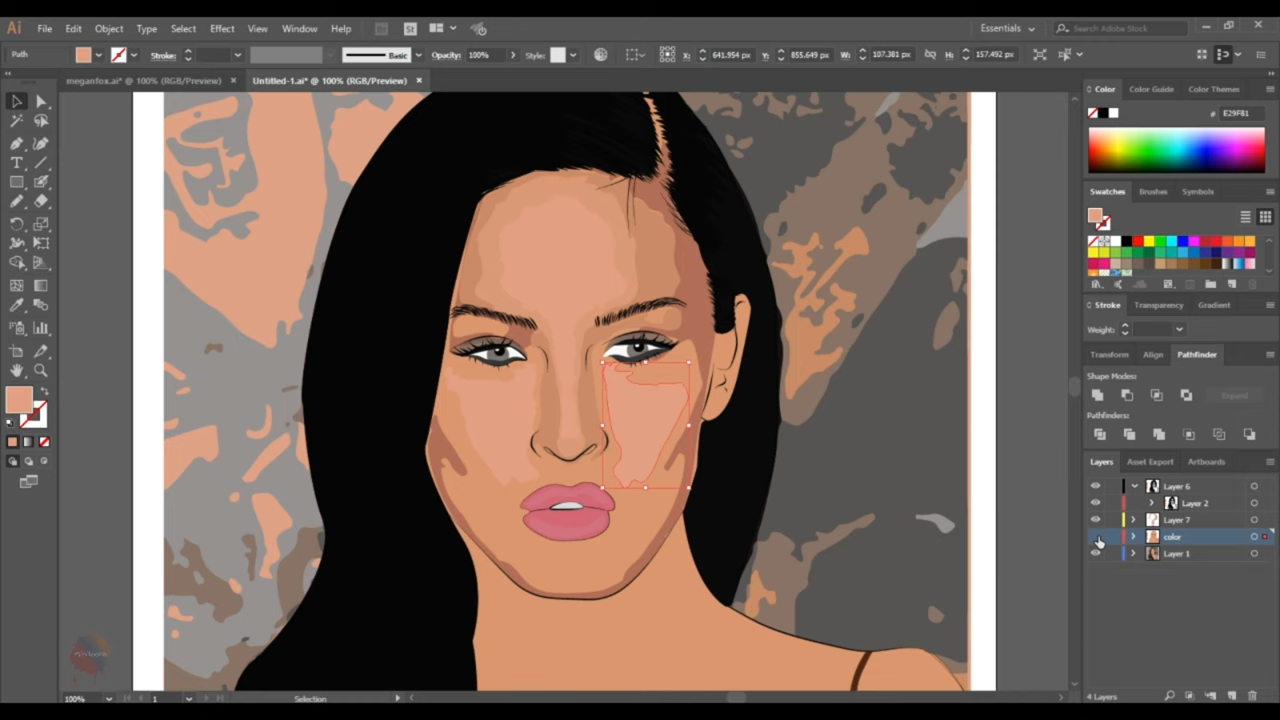 Ai File Edit Object Type Select Effect View Window Help Br St Essentials Search Adobe Stock
Path Stroke: Basic Opacity: 100% Style: X: 641.954 px Y: 855.649 px W: 107.381 px H: 157.492 px
meganfox.ai* @ 100% (RGB/Preview) × Untitled-1.ai* @ 100% (RGB/Preview) ×
Color Color Guide Color Themes
# E29F81
Swatches Brushes Symbols
Stroke Transparency Gradient
Weight:
Transform Align Pathfinder
Shape Modes:
Expand
Pathfinders:
Layers Asset Export Artboards
Layer 6
Layer 2
Layer 7
color
Layer 1
100% 1 Selection 4 Layers